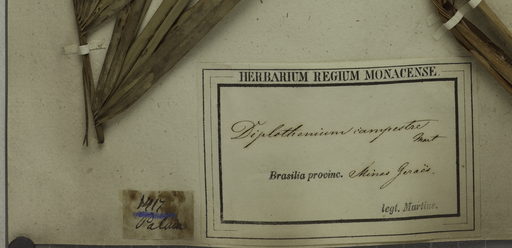 HERBARIUM REGIUM MONACENSE.
Diplothemium campestre
Mart
Brasilia provinc. Minas Geraës.
legt. Martius.
Palmae